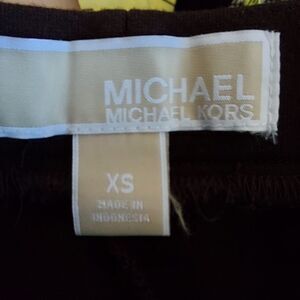 MICHAEL
MICHAEL KORS
XS
MADE IN
INDONESIA